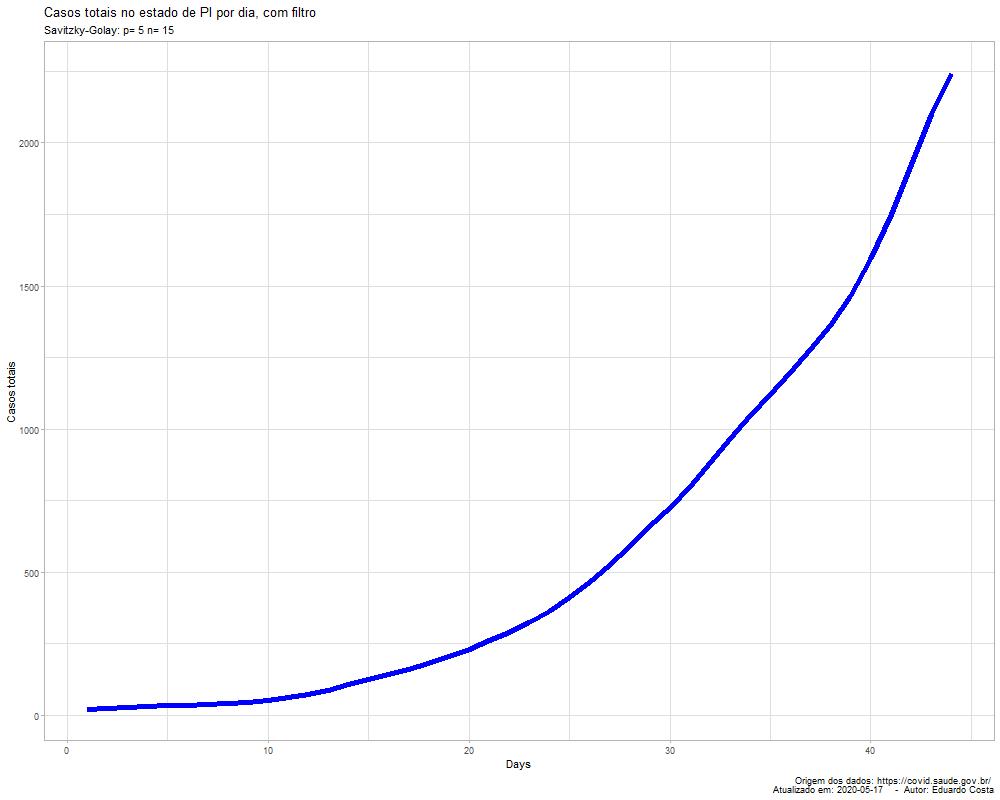 Casos totais no estado de PI por dia, com filtro
Savitzky-Golay: p= 5 n= 15
Casos totais
2000
1500
1000
500
0
0 10 20 30 40
Days
Origem dos dados: https://covid.saude.gov.br/
Atualizado em: 2020-05-17 - Autor: Eduardo Costa